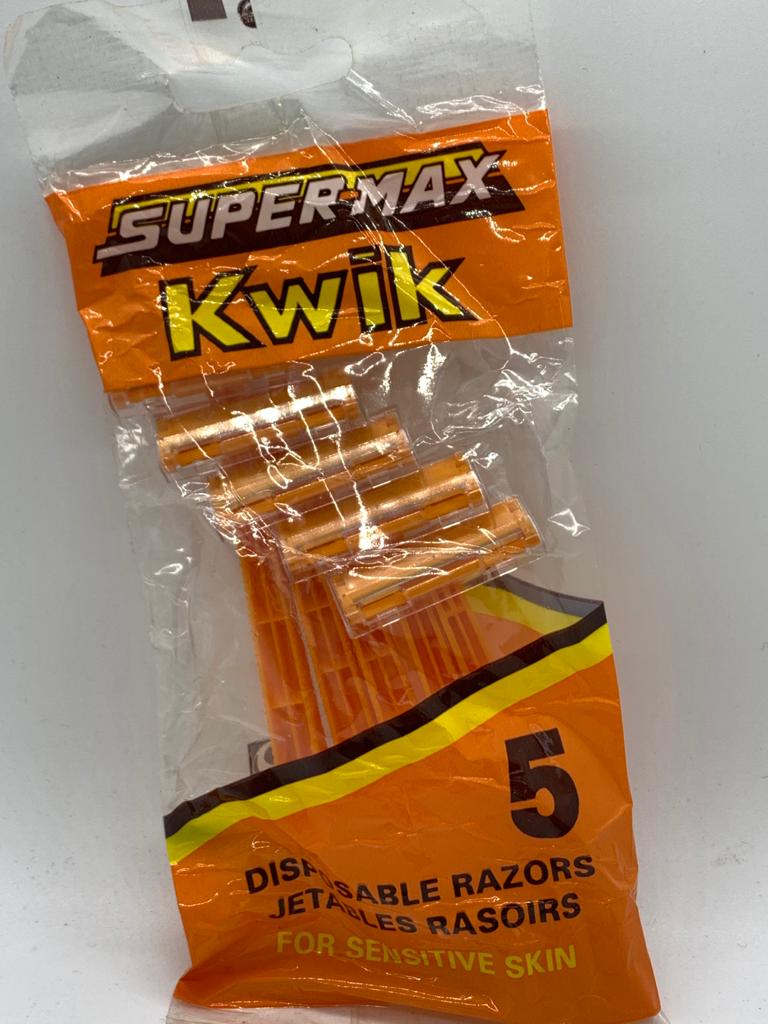 SUPER-MAX
Kwik
5
DISPOSABLE RAZORS
JETABLES RASOIRS
FOR SENSITIVE SKIN